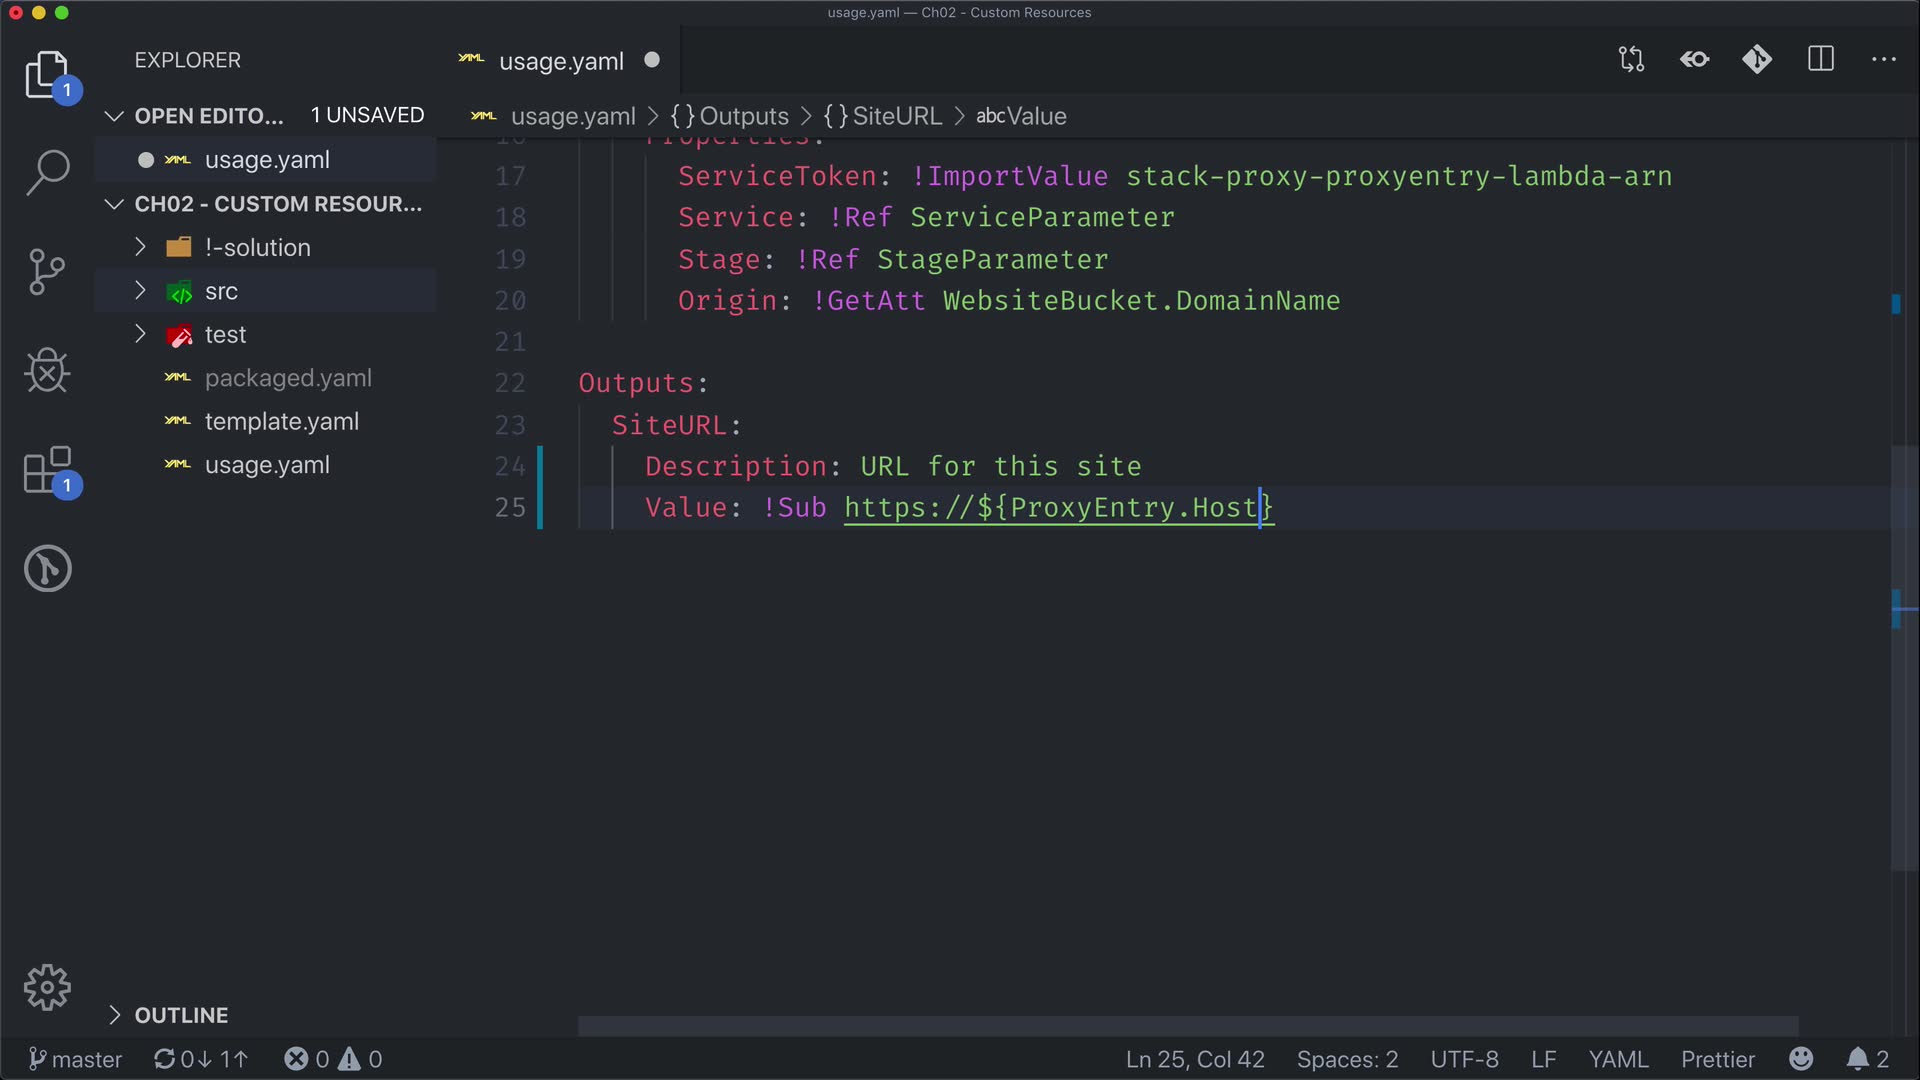 usage.yaml — Ch02 - Custom Resources
EXPLORER
OPEN EDITO... 1 UNSAVED
usage.yaml
CH02 - CUSTOM RESOUR...
!-solution
src
test
packaged.yaml
template.yaml
usage.yaml
OUTLINE
1
1
usage.yaml
usage.yaml > {} Outputs > {} SiteURL > abc Value
16 Properties:
17 ServiceToken: !ImportValue stack-proxy-proxyentry-lambda-arn
18 Service: !Ref ServiceParameter
19 Stage: !Ref StageParameter
20 Origin: !GetAtt WebsiteBucket.DomainName
21
22 Outputs:
23 SiteURL:
24 Description: URL for this site
25 Value: !Sub https://${ProxyEntry.Host}
master 0↓ 1↑ 0 0 Ln 25, Col 42 Spaces: 2 UTF-8 LF YAML Prettier 2